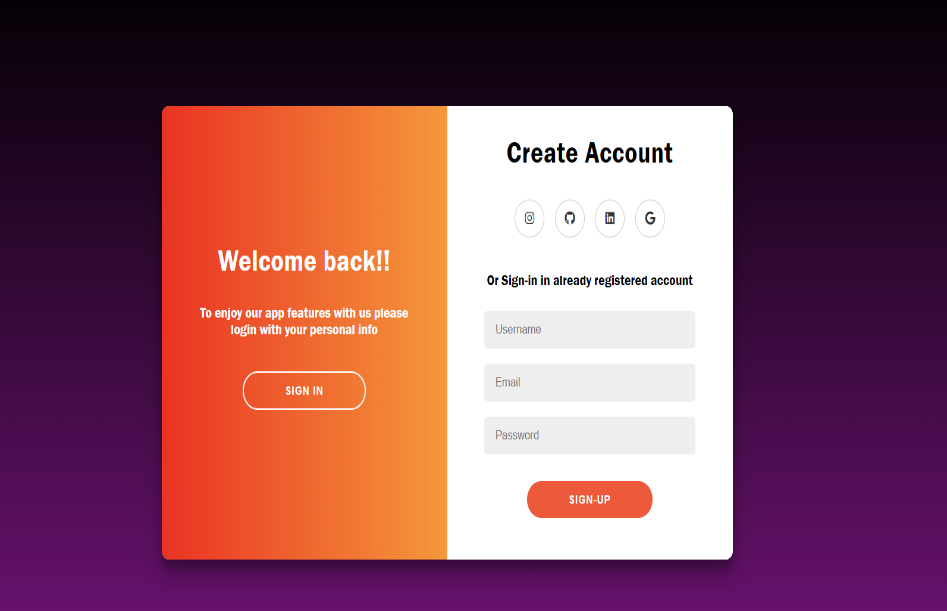 Welcome back!!
To enjoy our app features with us please
login with your personal info
SIGN IN
Create Account
Or Sign-in in already registered account
Username
Email
Password
SIGN-UP